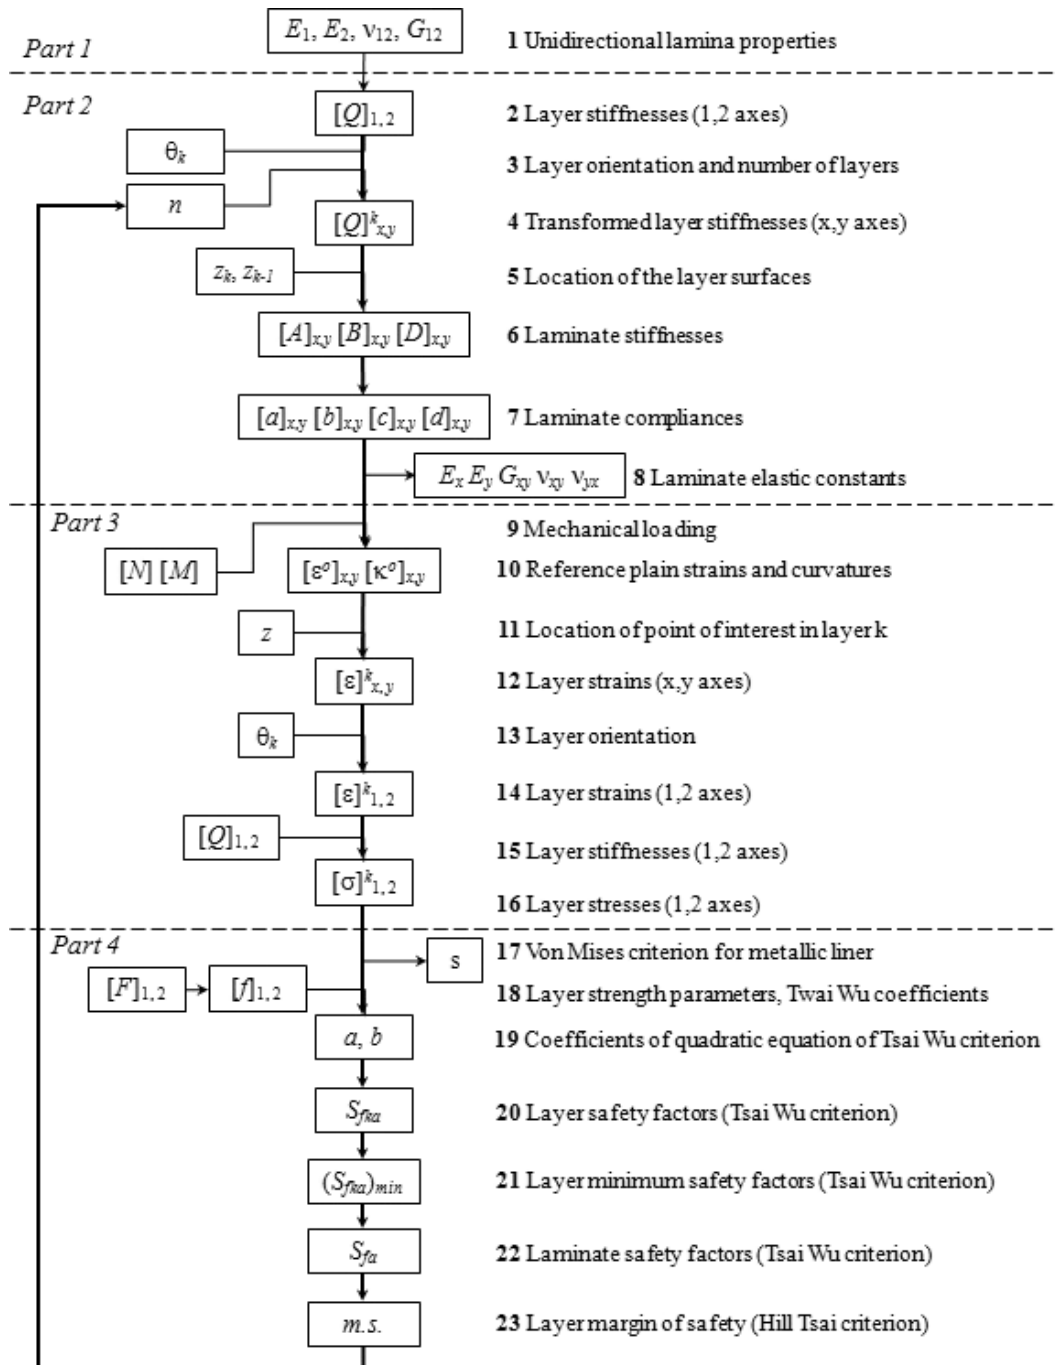 E1, E2, ν12, G12
Part 1
1 Unidirectional lamina properties
Part 2
[Q]1,2
2 Layer stiffnesses (1,2 axes)
θk
3 Layer orientation and number of layers
n
[Q]k x,y
4 Transformed layer stiffnesses (x,y axes)
zk, zk-1
5 Location of the layer surfaces
[A]x,y [B]x,y [D]x,y
6 Laminate stiffnesses
[a]x,y [b]x,y [c]x,y [d]x,y
7 Laminate compliances
Ex Ey Gxy νxy νyx
8 Laminate elastic constants
Part 3
9 Mechanical loading
[N] [M]
[εo]x,y [κo]x,y
10 Reference plain strains and curvatures
z
11 Location of point of interest in layer k
[ε]k x,y
12 Layer strains (x,y axes)
θk
13 Layer orientation
[ε]k 1,2
14 Layer strains (1,2 axes)
[Q]1,2
15 Layer stiffnesses (1,2 axes)
[σ]k 1,2
16 Layer stresses (1,2 axes)
Part 4
s
17 Von Mises criterion for metallic liner
[F]1,2
[f]1,2
18 Layer strength parameters, Twai Wu coefficients
a, b
19 Coefficients of quadratic equation of Tsai Wu criterion
Sfka
20 Layer safety factors (Tsai Wu criterion)
(Sfka)min
21 Layer minimum safety factors (Tsai Wu criterion)
Sfa
22 Laminate safety factors (Tsai Wu criterion)
m.s.
23 Layer margin of safety (Hill Tsai criterion)